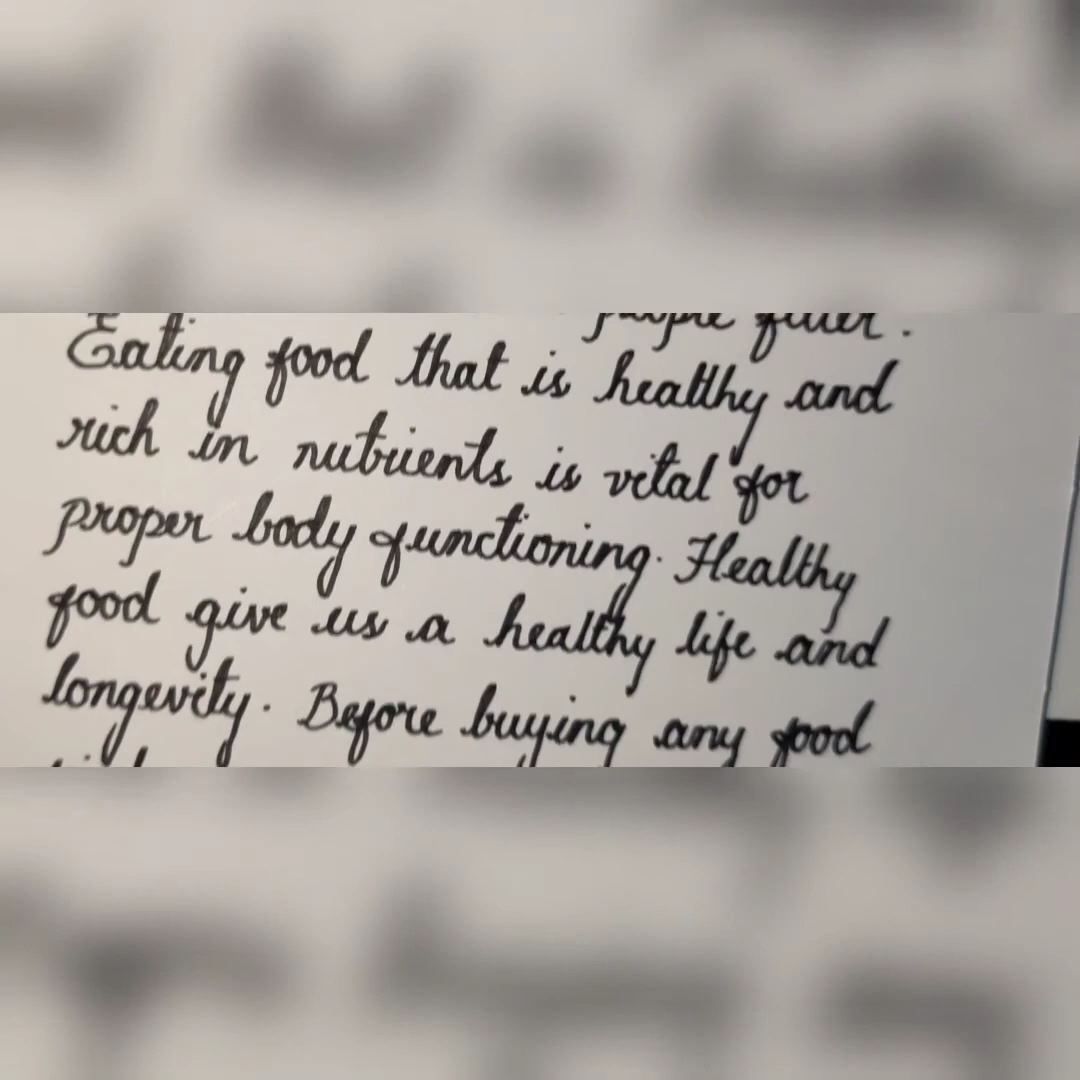 people
Eating food that is healthy and
rich in nutrients is vital for
proper body functioning. Healthy
food give us a healthy life and
longevity. Before buying any food